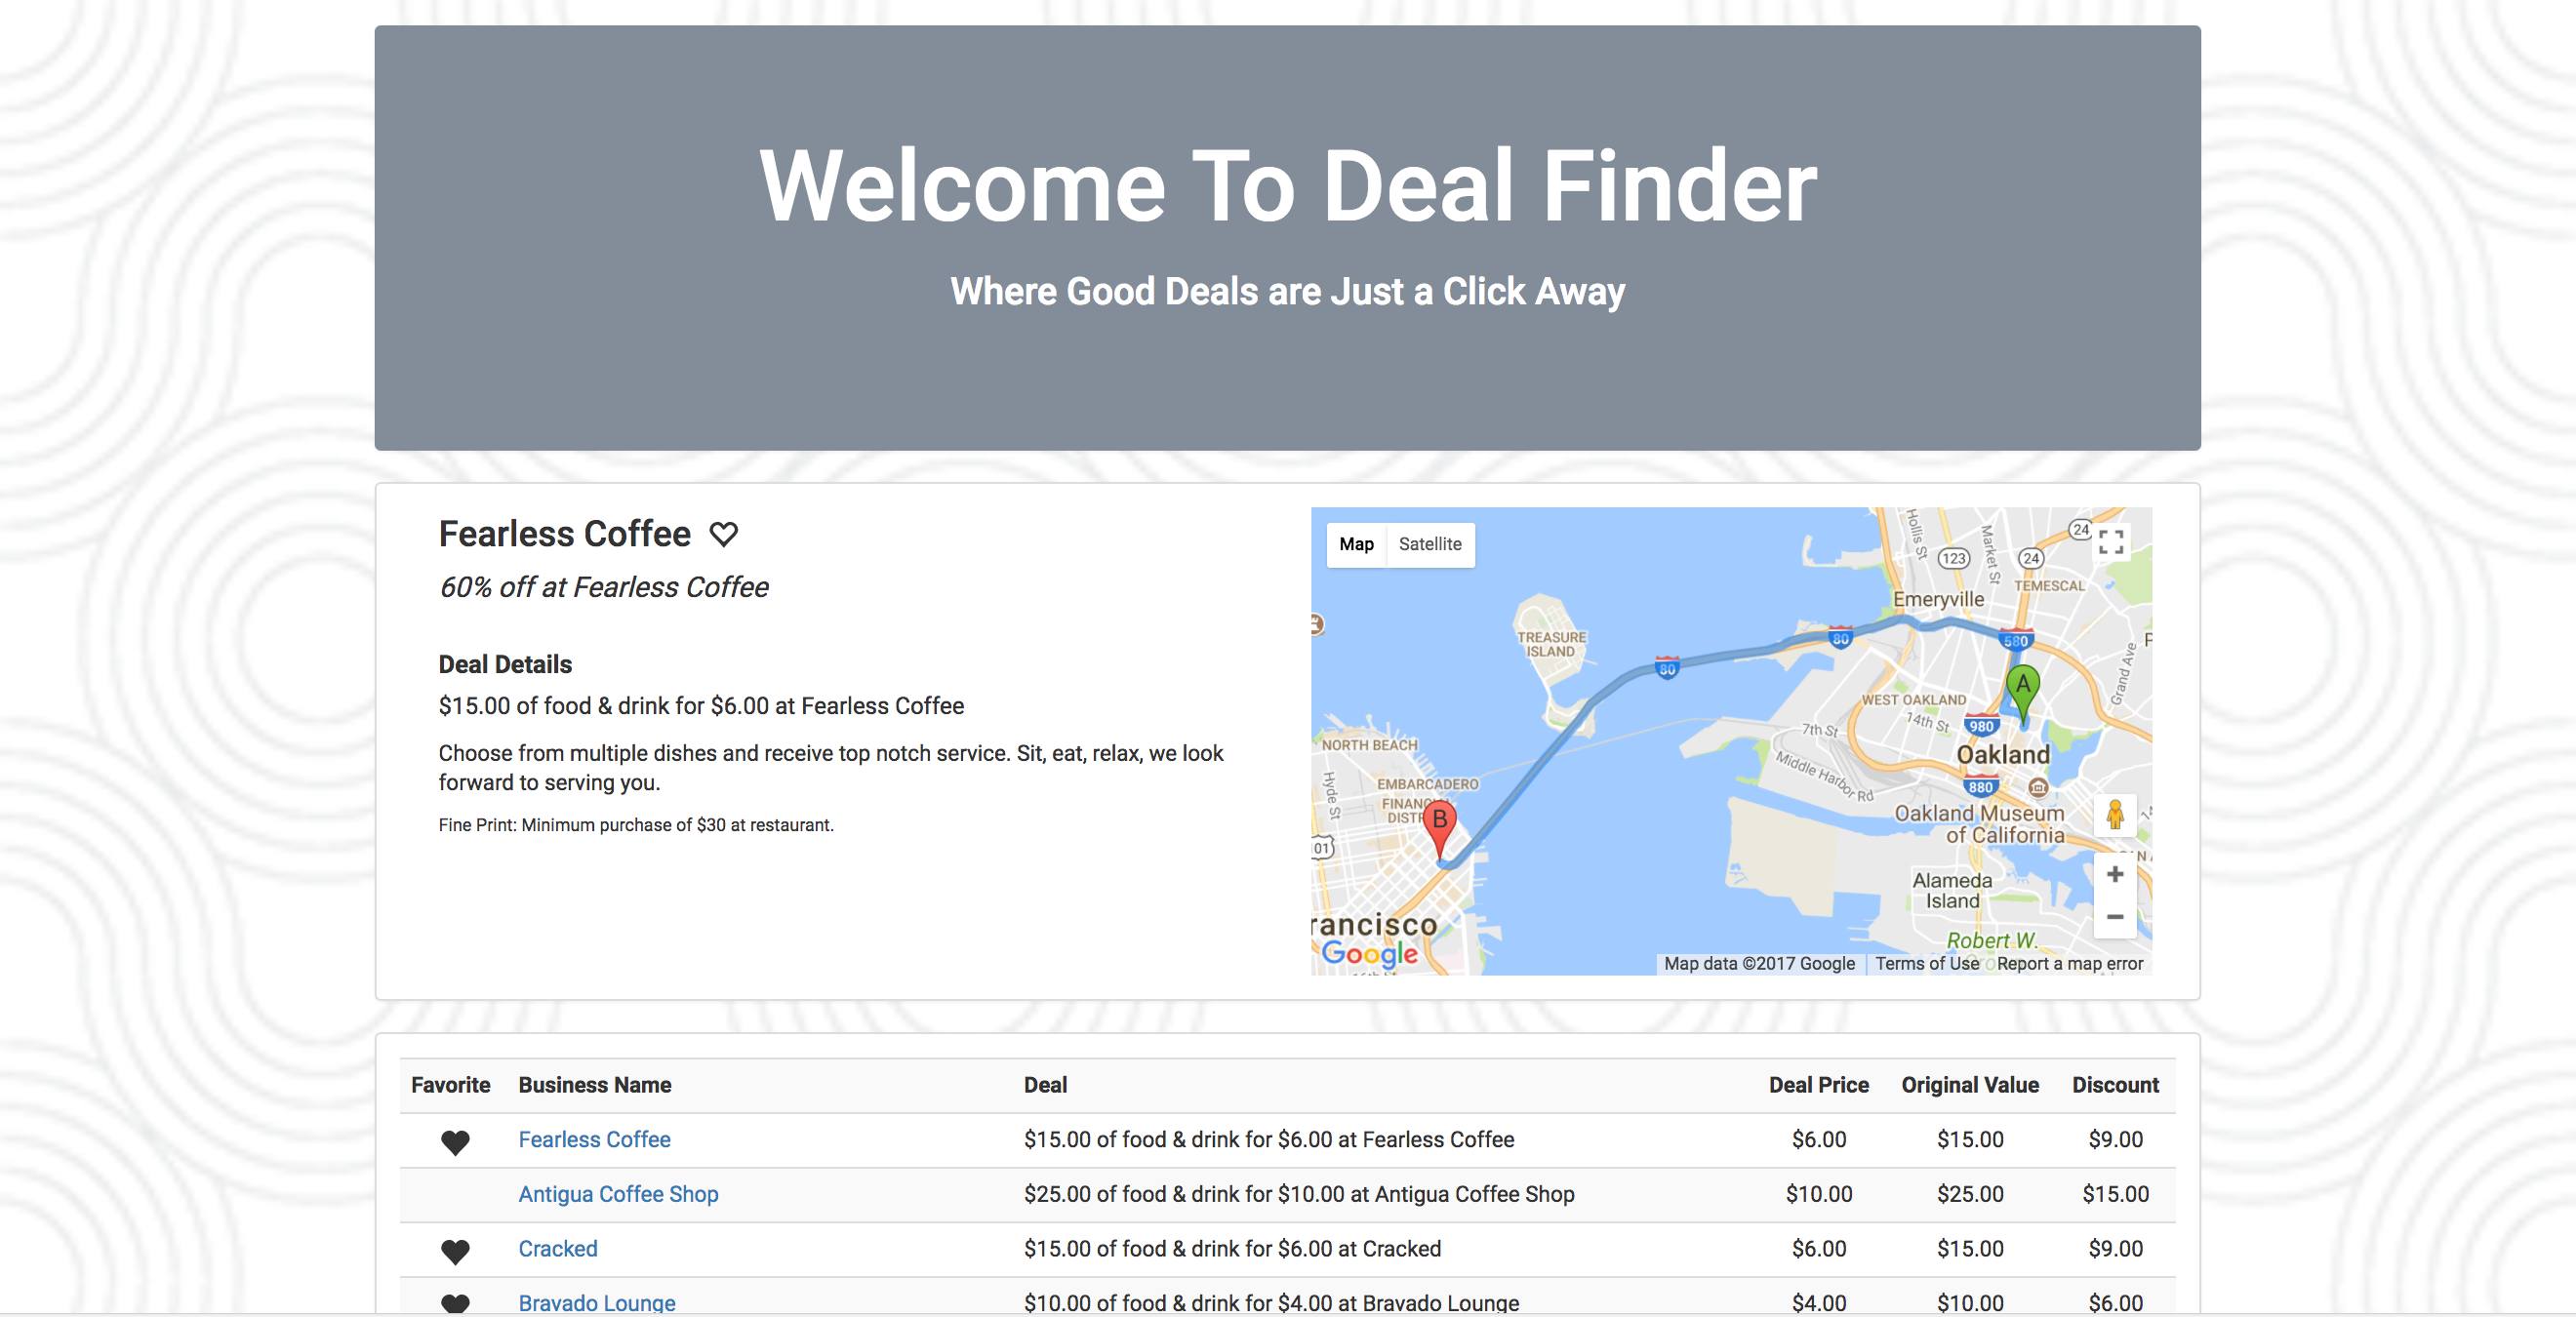 Welcome To Deal Finder
Where Good Deals are Just a Click Away
Fearless Coffee
60% off at Fearless Coffee
Deal Details
$15.00 of food & drink for $6.00 at Fearless Coffee
Choose from multiple dishes and receive top notch service. Sit, eat, relax, we look
forward to serving you.
Fine Print: Minimum purchase of $30 at restaurant.
Map Satellite
Hollis St
Market St
24
123
24
TEMESCAL
Emeryville
TREASURE
ISLAND
80
80
580
Grand Ave
A
WEST OAKLAND
14th St
980
7th St
NORTH BEACH
Oakland
Middle Harbor Rd
Hyde St
EMBARCADERO
880
B
Oakland Museum
of California
101
Alameda
Island
rancisco
Robert W.
Google
Map data ©2017 Google Terms of Use Report a map error
Favorite Business Name Deal Deal Price Original Value Discount
Fearless Coffee $15.00 of food & drink for $6.00 at Fearless Coffee $6.00 $15.00 $9.00
Antigua Coffee Shop $25.00 of food & drink for $10.00 at Antigua Coffee Shop $10.00 $25.00 $15.00
Cracked $15.00 of food & drink for $6.00 at Cracked $6.00 $15.00 $9.00
Bravado Lounge $10.00 of food & drink for $4.00 at Bravado Lounge $4.00 $10.00 $6.00